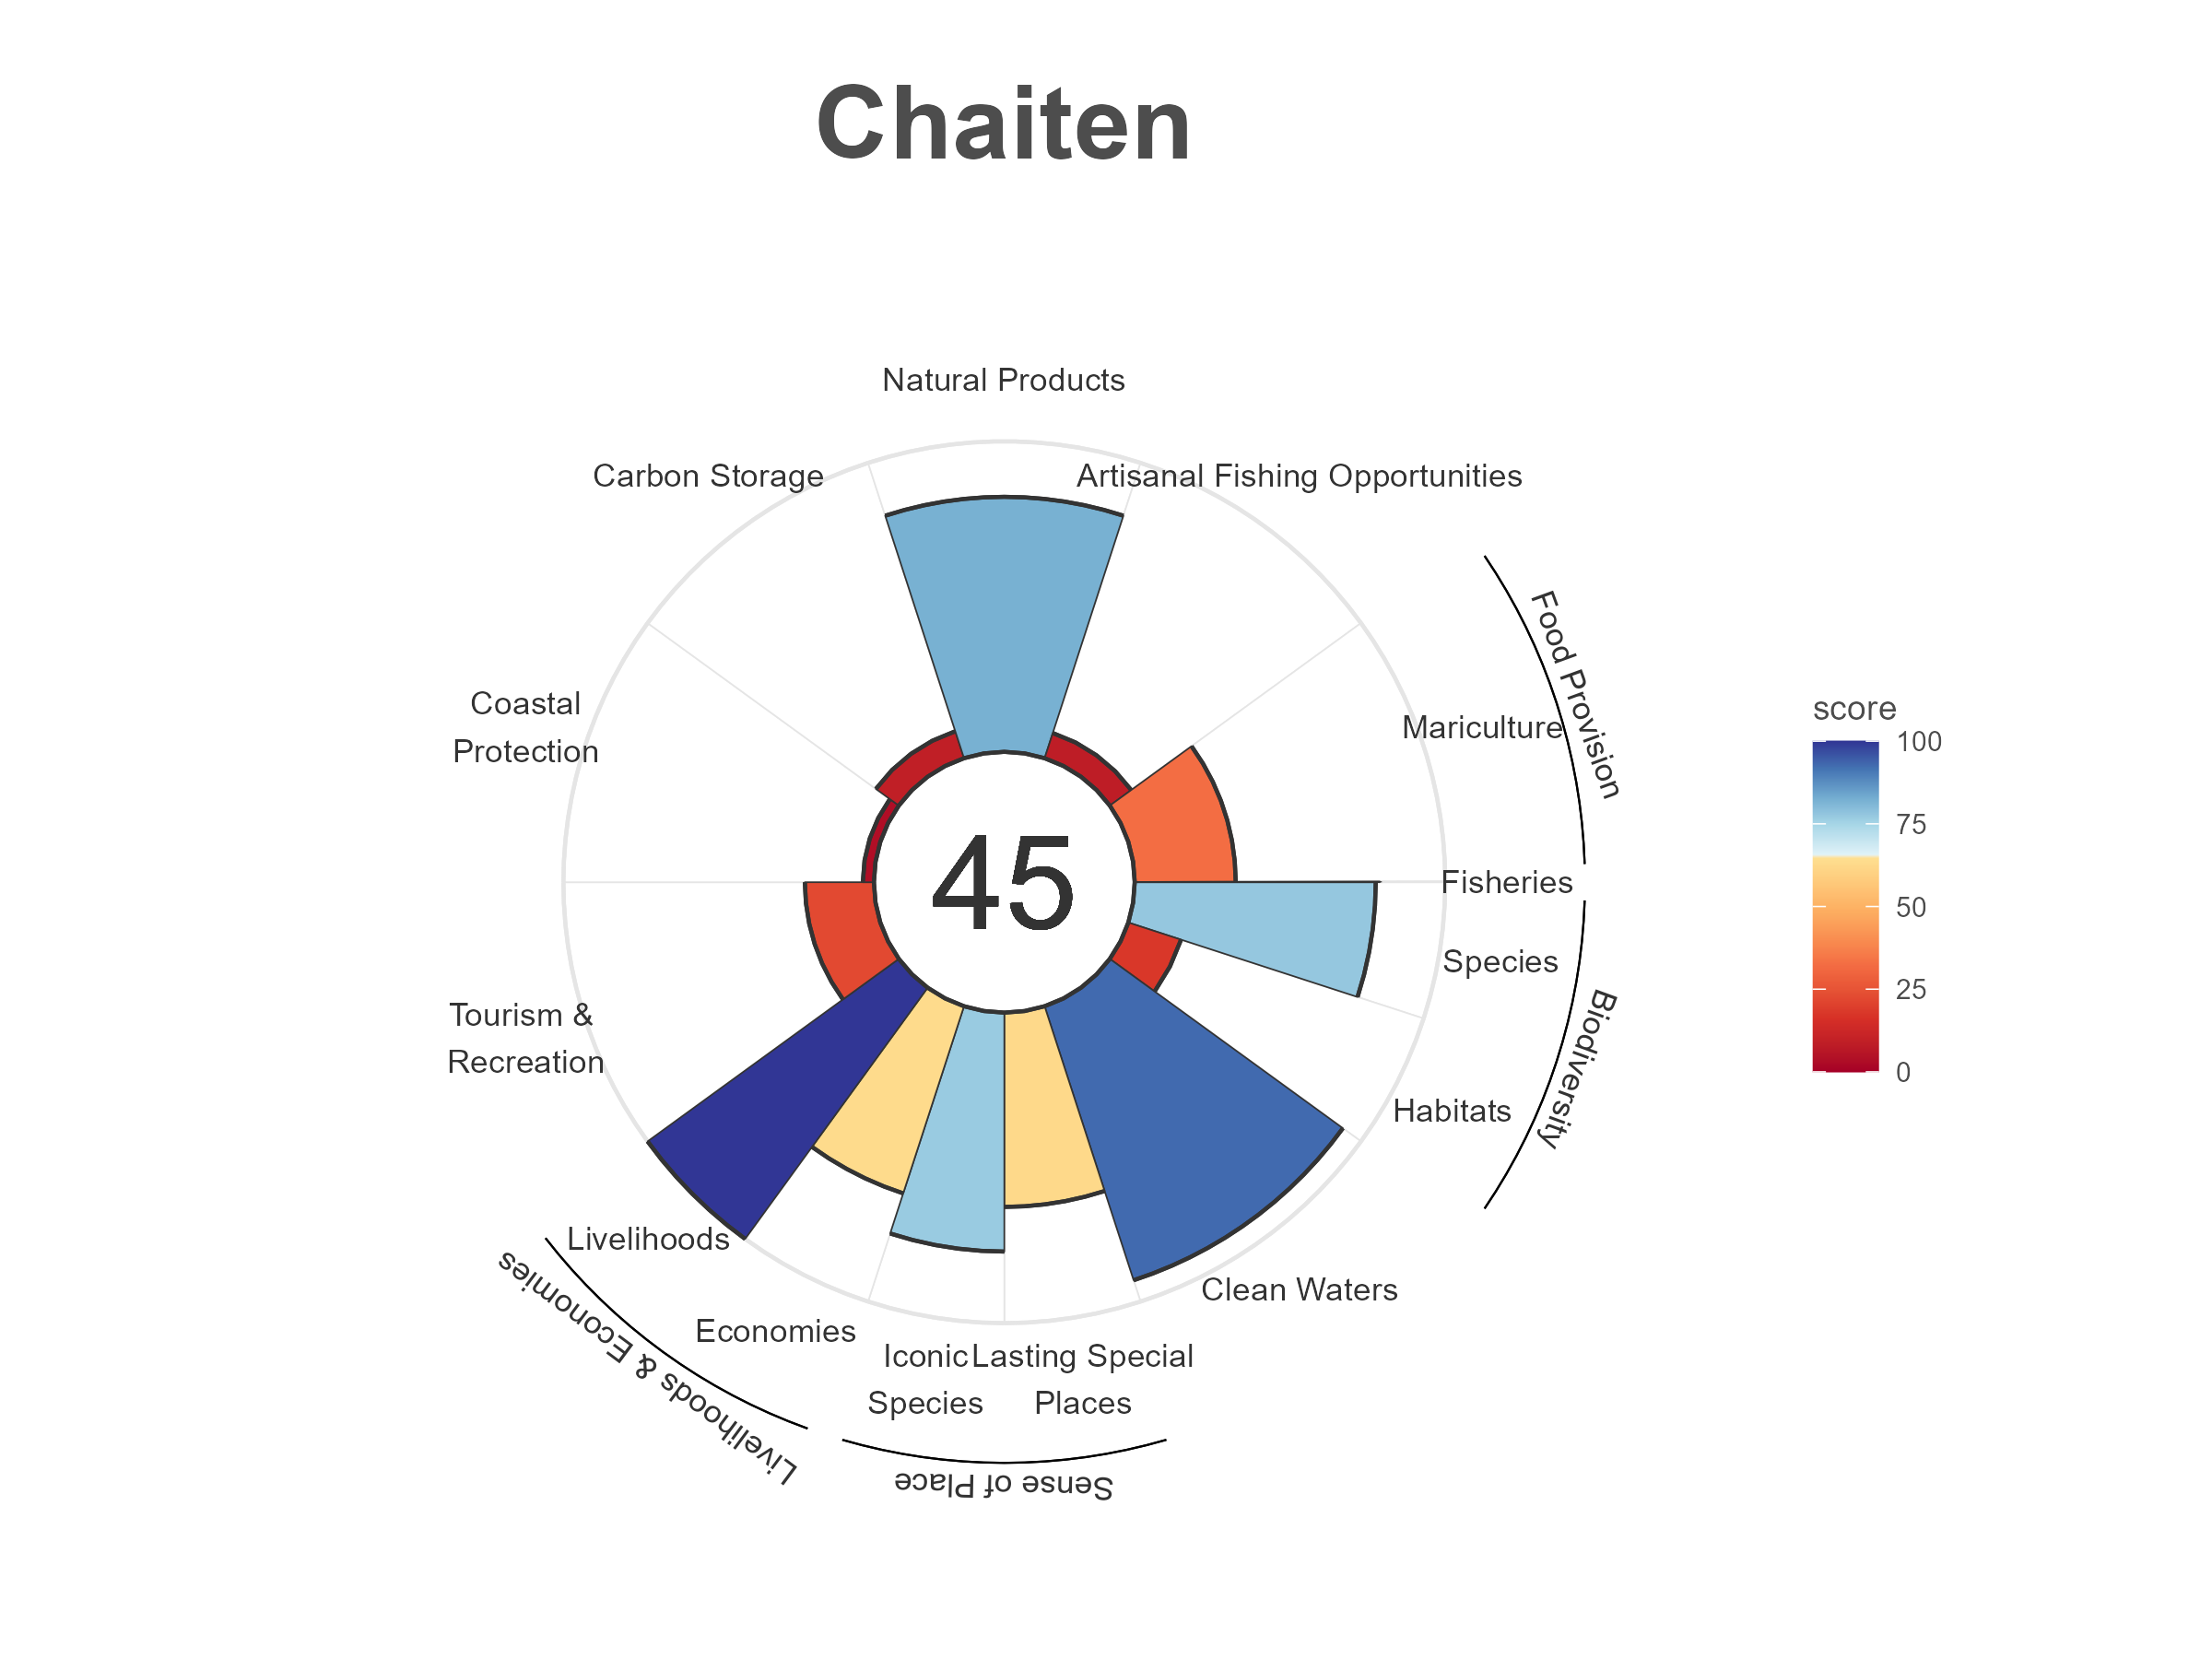 Chaiten
Natural Products
Carbon Storage
Artisanal Fishing Opportunities
Food Provision
Coastal
Protection
Mariculture
score
100
75
50
25
0
45
Fisheries
Species
Biodiversity
Tourism &
Recreation
Habitats
Livelihoods
Clean Waters
Economies
Livelihoods & Economies
Iconic
Species
Lasting Special
Places
Sense of Place